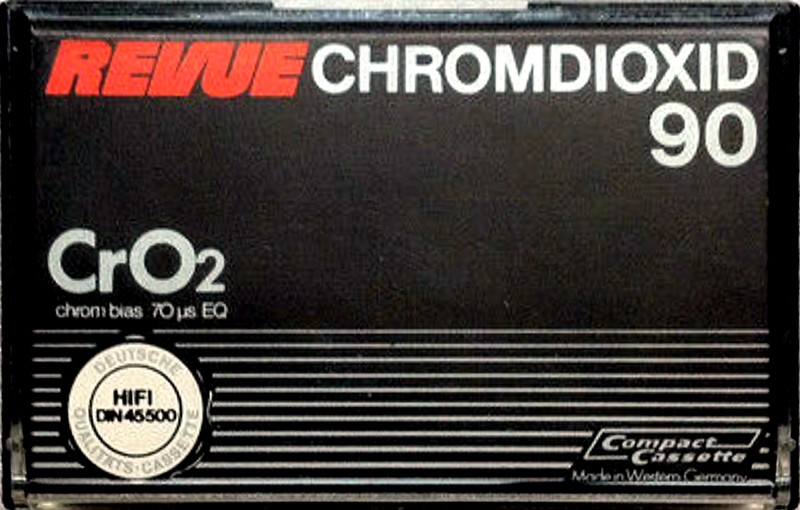 REVUE CHROMDIOXID
90
CrO2
chrom bias 70 µs EQ
DEUTSCHE
HIFI
DIN 45500
QUALITÄTS·CASSETTE
Compact
Cassette
Made in Western Germany